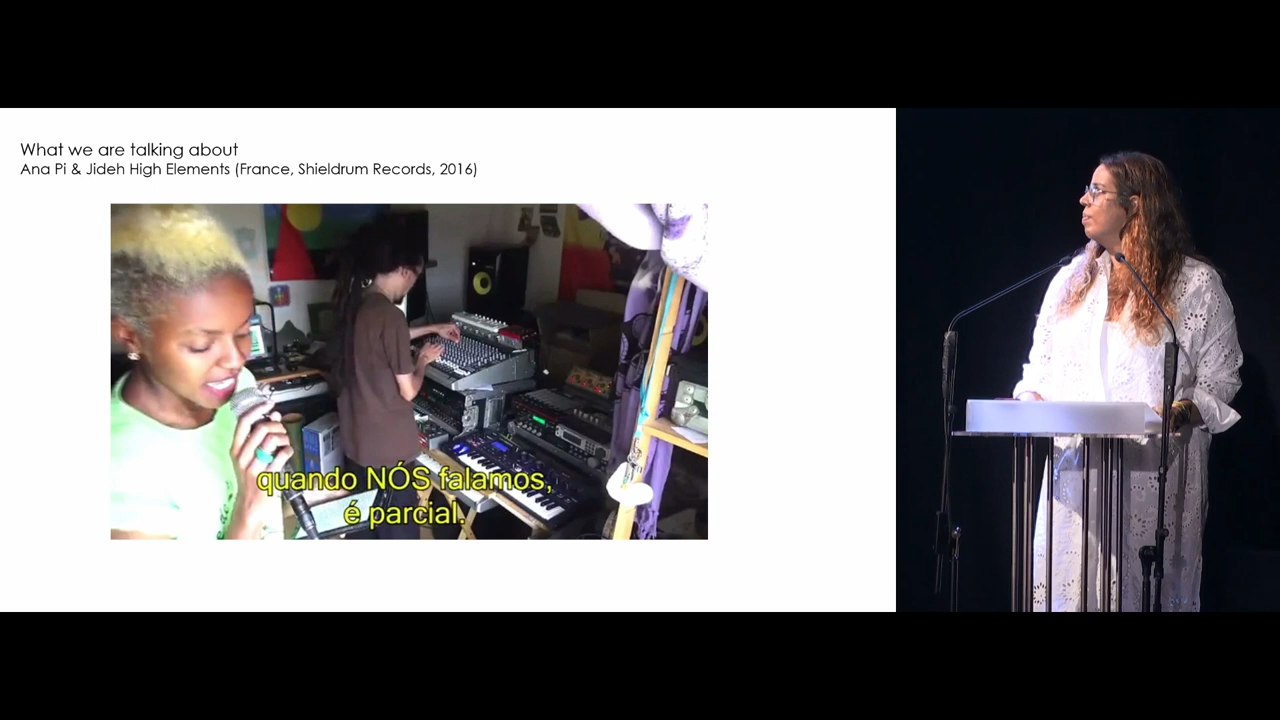 What we are talking about
Ana Pi & Jideh High Elements (France, Shieldrum Records, 2016)
quando NÓS falamos,
é parcial.